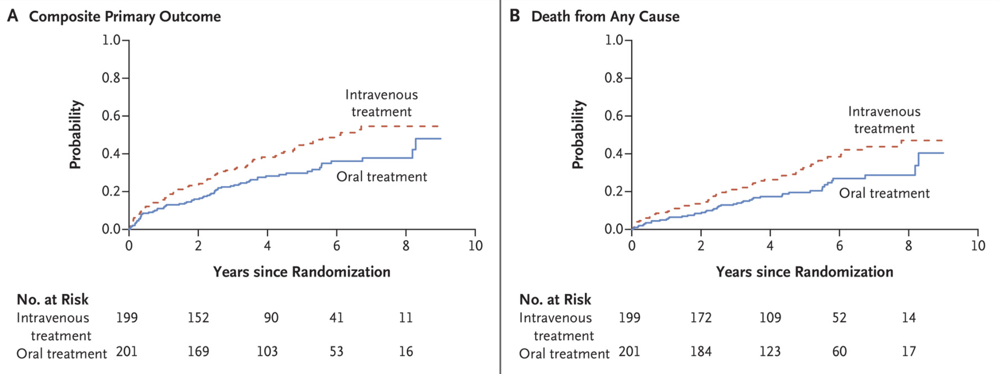 A Composite Primary Outcome
1.0
0.8
0.6
0.4
0.2
0.0
Probability
Intravenous
treatment
Oral treatment
0 2 4 6 8 10
Years since Randomization
No. at Risk
Intravenous 199 152 90 41 11
treatment
Oral treatment 201 169 103 53 16
B Death from Any Cause
1.0
0.8
0.6
0.4
0.2
0.0
Probability
Intravenous
treatment
Oral treatment
0 2 4 6 8 10
Years since Randomization
No. at Risk
Intravenous 199 172 109 52 14
treatment
Oral treatment 201 184 123 60 17